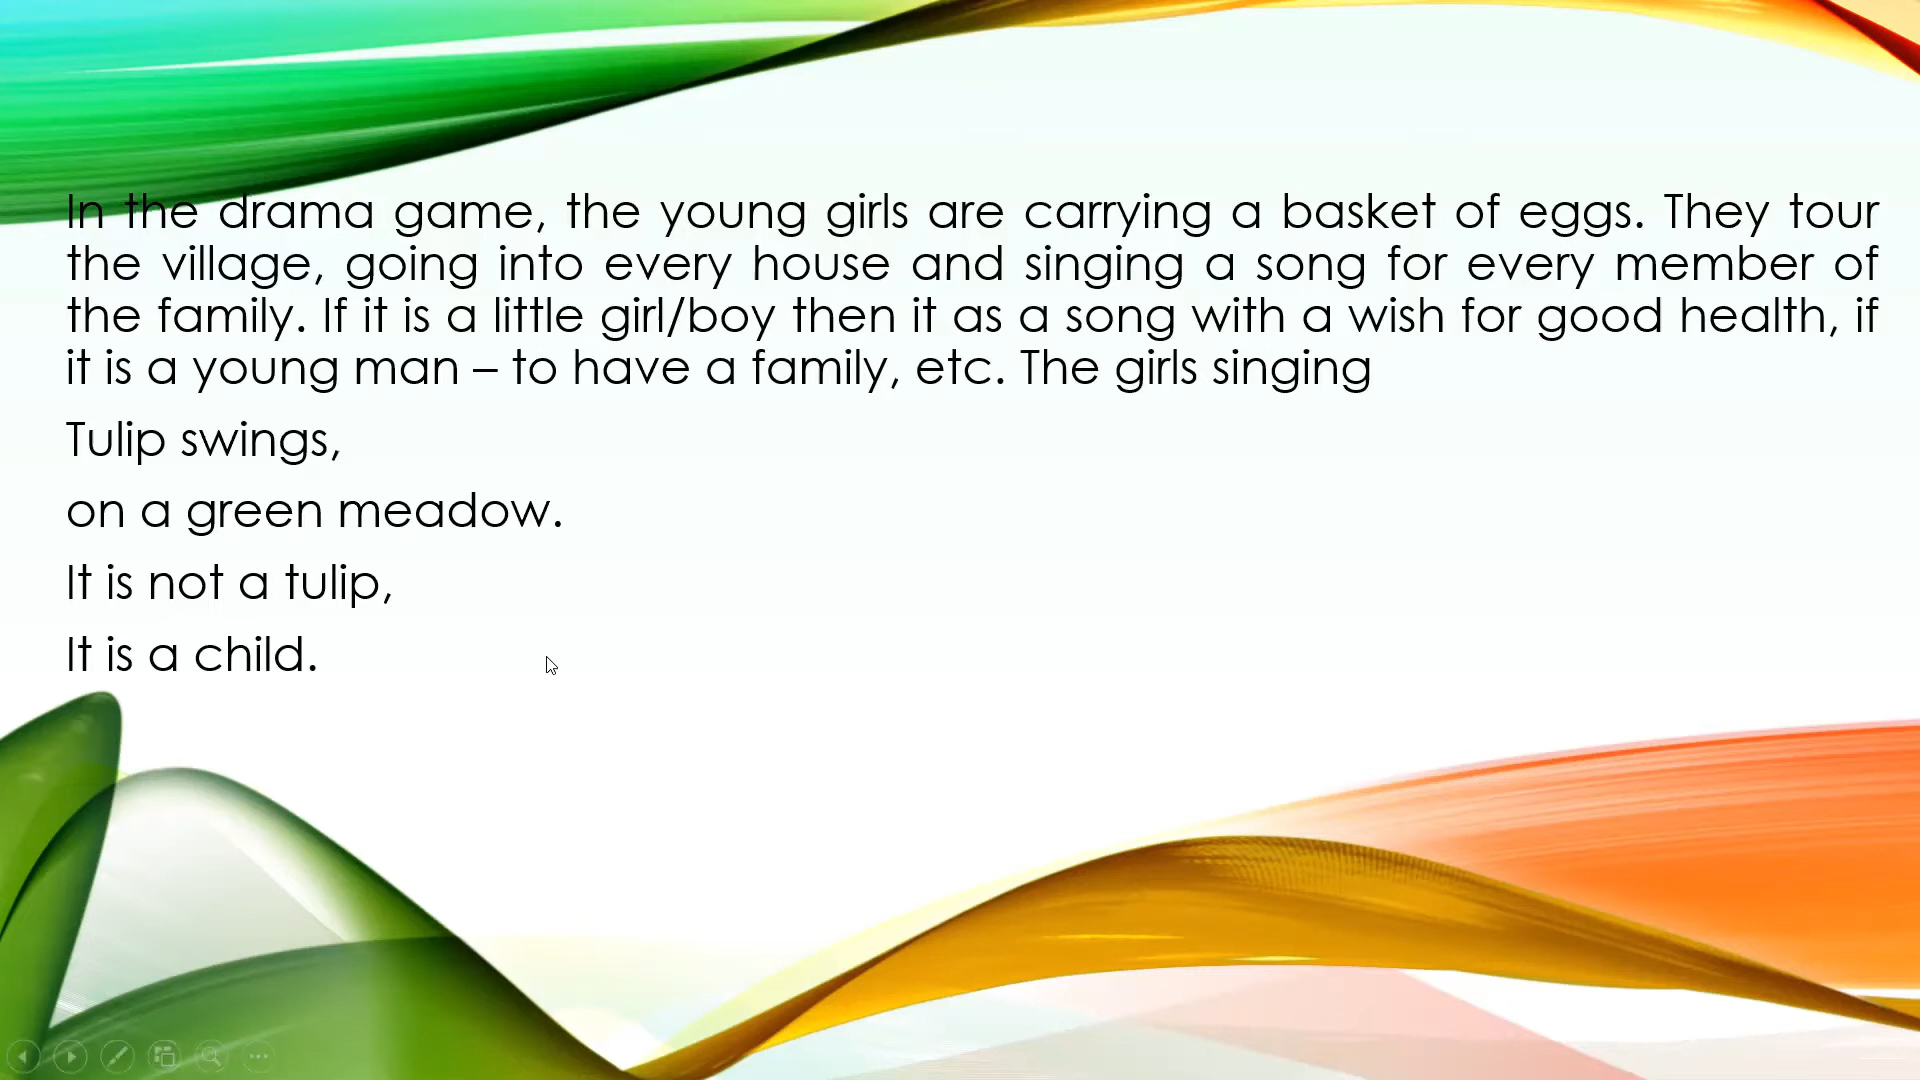 In the drama game, the young girls are carrying a basket of eggs. They tour
the village, going into every house and singing a song for every member of
the family. If it is a little girl/boy then it as a song with a wish for good health, if
it is a young man – to have a family, etc. The girls singing
Tulip swings,
on a green meadow.
It is not a tulip,
It is a child.